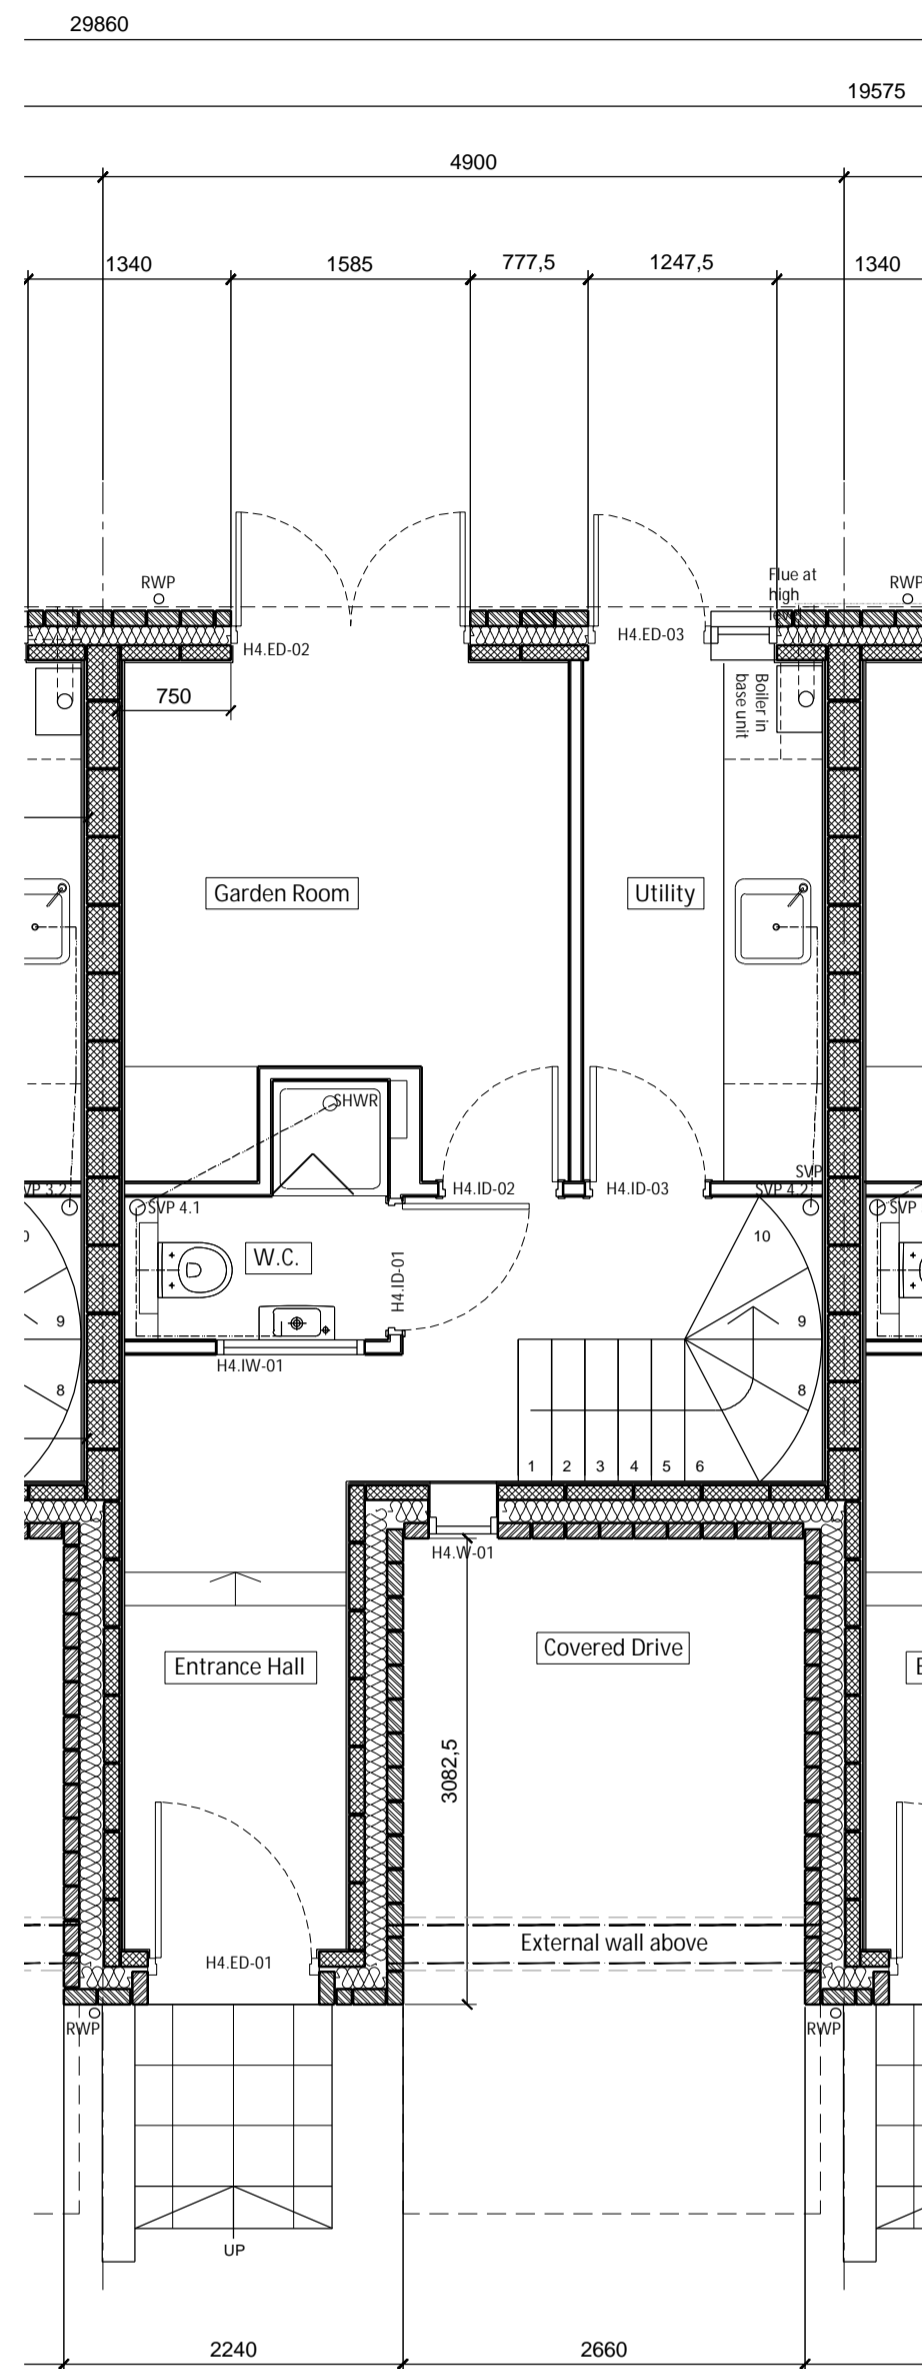 29860
19575
4900
1340
1585
777,5
1247,5
1340
RWP
Flue at
high
RWP
H4.ED-02
H4.ED-03
750
Boiler in
base unit
Garden Room
Utility
SHWR
SVP
VP 3.2
SVP 4.1
H4.ID-02
H4.ID-03
SVP 4.2
SVP
W.C.
H4.ID-01
10
9
9
8
8
H4.IW-01
1
2
3
4
5
6
H4.W-01
Entrance Hall
Covered Drive
3082,5
External wall above
H4.ED-01
RWP
RWP
UP
2240
2660